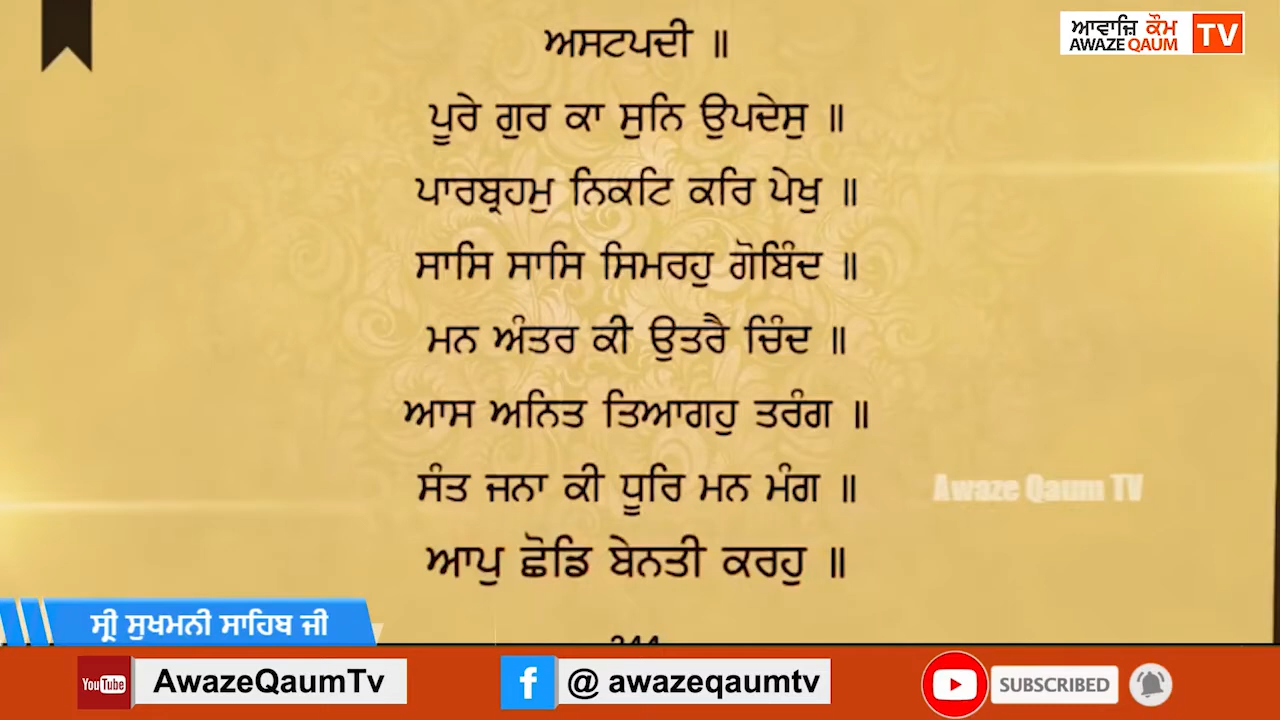 ਅਸਟਪਦੀ ॥
ਆਵਾਜ਼ਿ ਕੌਮ
AWAZE QAUM TV
ਪੂਰੇ ਗੁਰ ਕਾ ਸੁਨਿ ਉਪਦੇਸੁ ॥
ਪਾਰਬ੍ਰਹਮੁ ਨਿਕਟਿ ਕਰਿ ਪੇਖੁ ॥
ਸਾਸਿ ਸਾਸਿ ਸਿਮਰਹੁ ਗੋਬਿੰਦ ॥
ਮਨ ਅੰਤਰ ਕੀ ਉਤਰੈ ਚਿੰਦ ॥
ਆਸ ਅਨਿਤ ਤਿਆਗਹੁ ਤਰੰਗ ॥
ਸੰਤ ਜਨਾ ਕੀ ਧੂਰਿ ਮਨ ਮੰਗ ॥
Awaze Qaum TV
ਆਪੁ ਛੋਡਿ ਬੇਨਤੀ ਕਰਹੁ ॥
ਸ੍ਰੀ ਸੁਖਮਨੀ ਸਾਹਿਬ ਜੀ
YouTube AwazeQaumTv
f @ awazeqaumtv
SUBSCRIBED